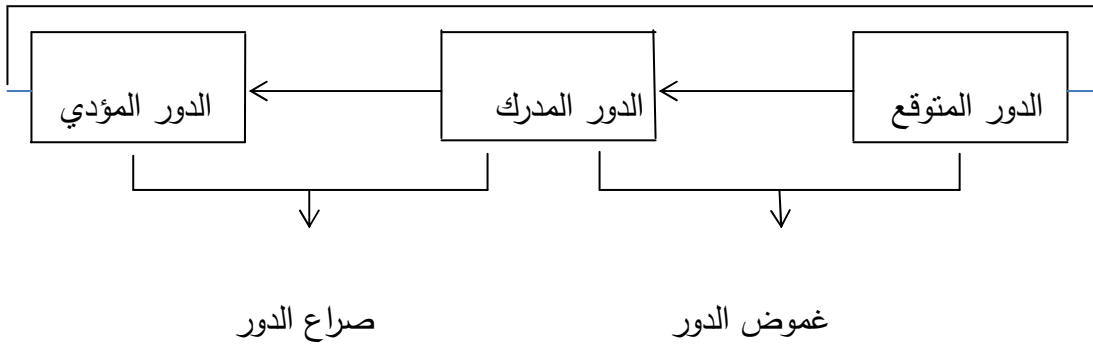 الدور المتوقع
الدور المدرك
الدور المؤدي
غموض الدور
صراع الدور